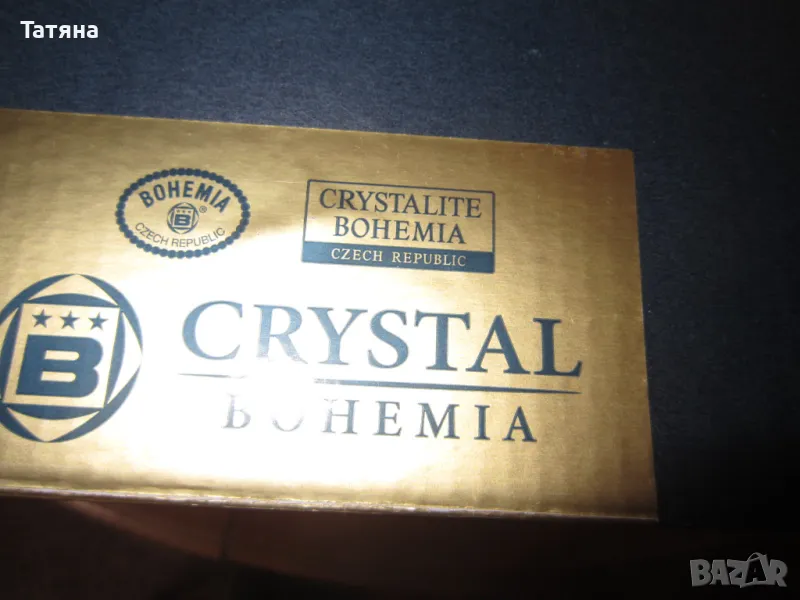 Татяна
BOHEMIA
B ®
CZECH REPUBLIC
CRYSTALITE
BOHEMIA
CZECH REPUBLIC
B
CRYSTAL
BOHEMIA
BAZAR